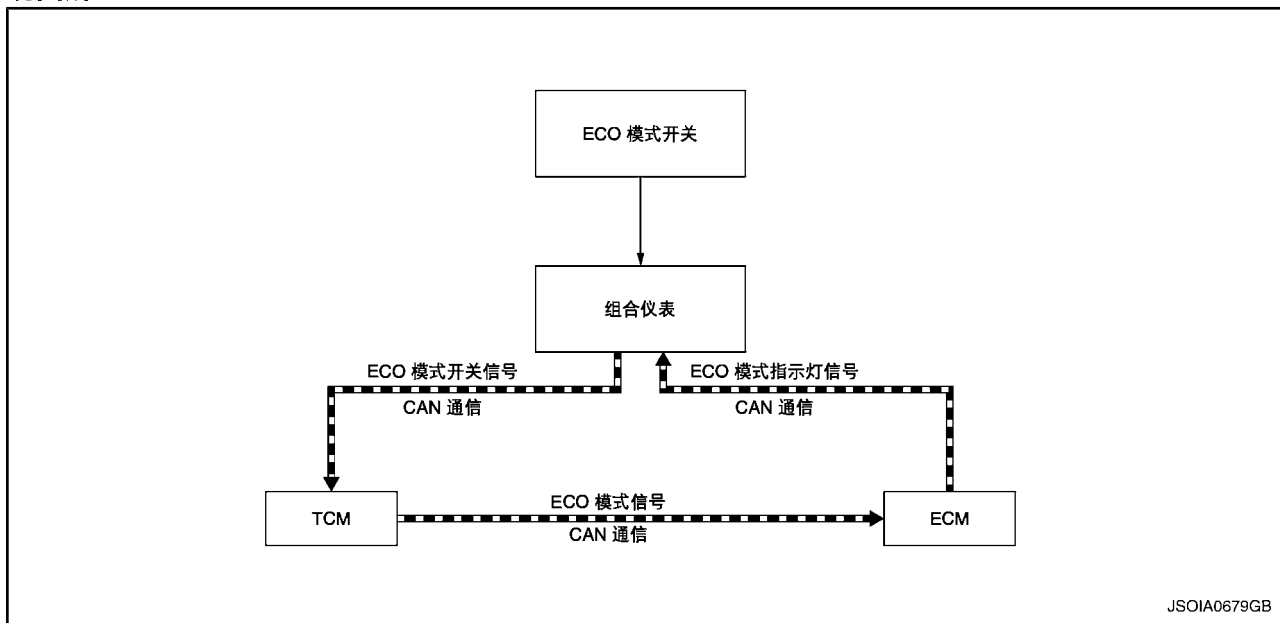 ECO 模式开关
组合仪表
ECO 模式开关信号
CAN 通信
ECO 模式指示灯信号
CAN 通信
TCM
ECO 模式信号
CAN 通信
ECM
JSOIA0679GB